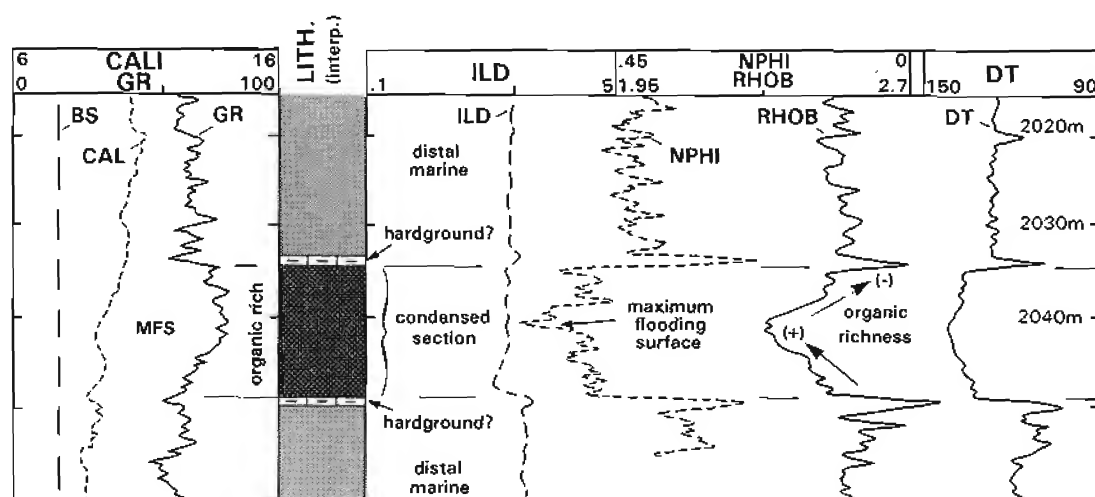 6 CALI 16
0 GR 100
LITH.
(interp.)
ILD
.1 5
.45 NPHI 0
1.95 RHOB 2.7
150 DT 90
BS
CAL
GR
ILD
NPHI
RHOB
DT
2020m
distal
marine
2030m
hardground?
organic rich
MFS
condensed
section
maximum
flooding
surface
(-)
organic
richness
(+)
2040m
hardground?
distal
marine